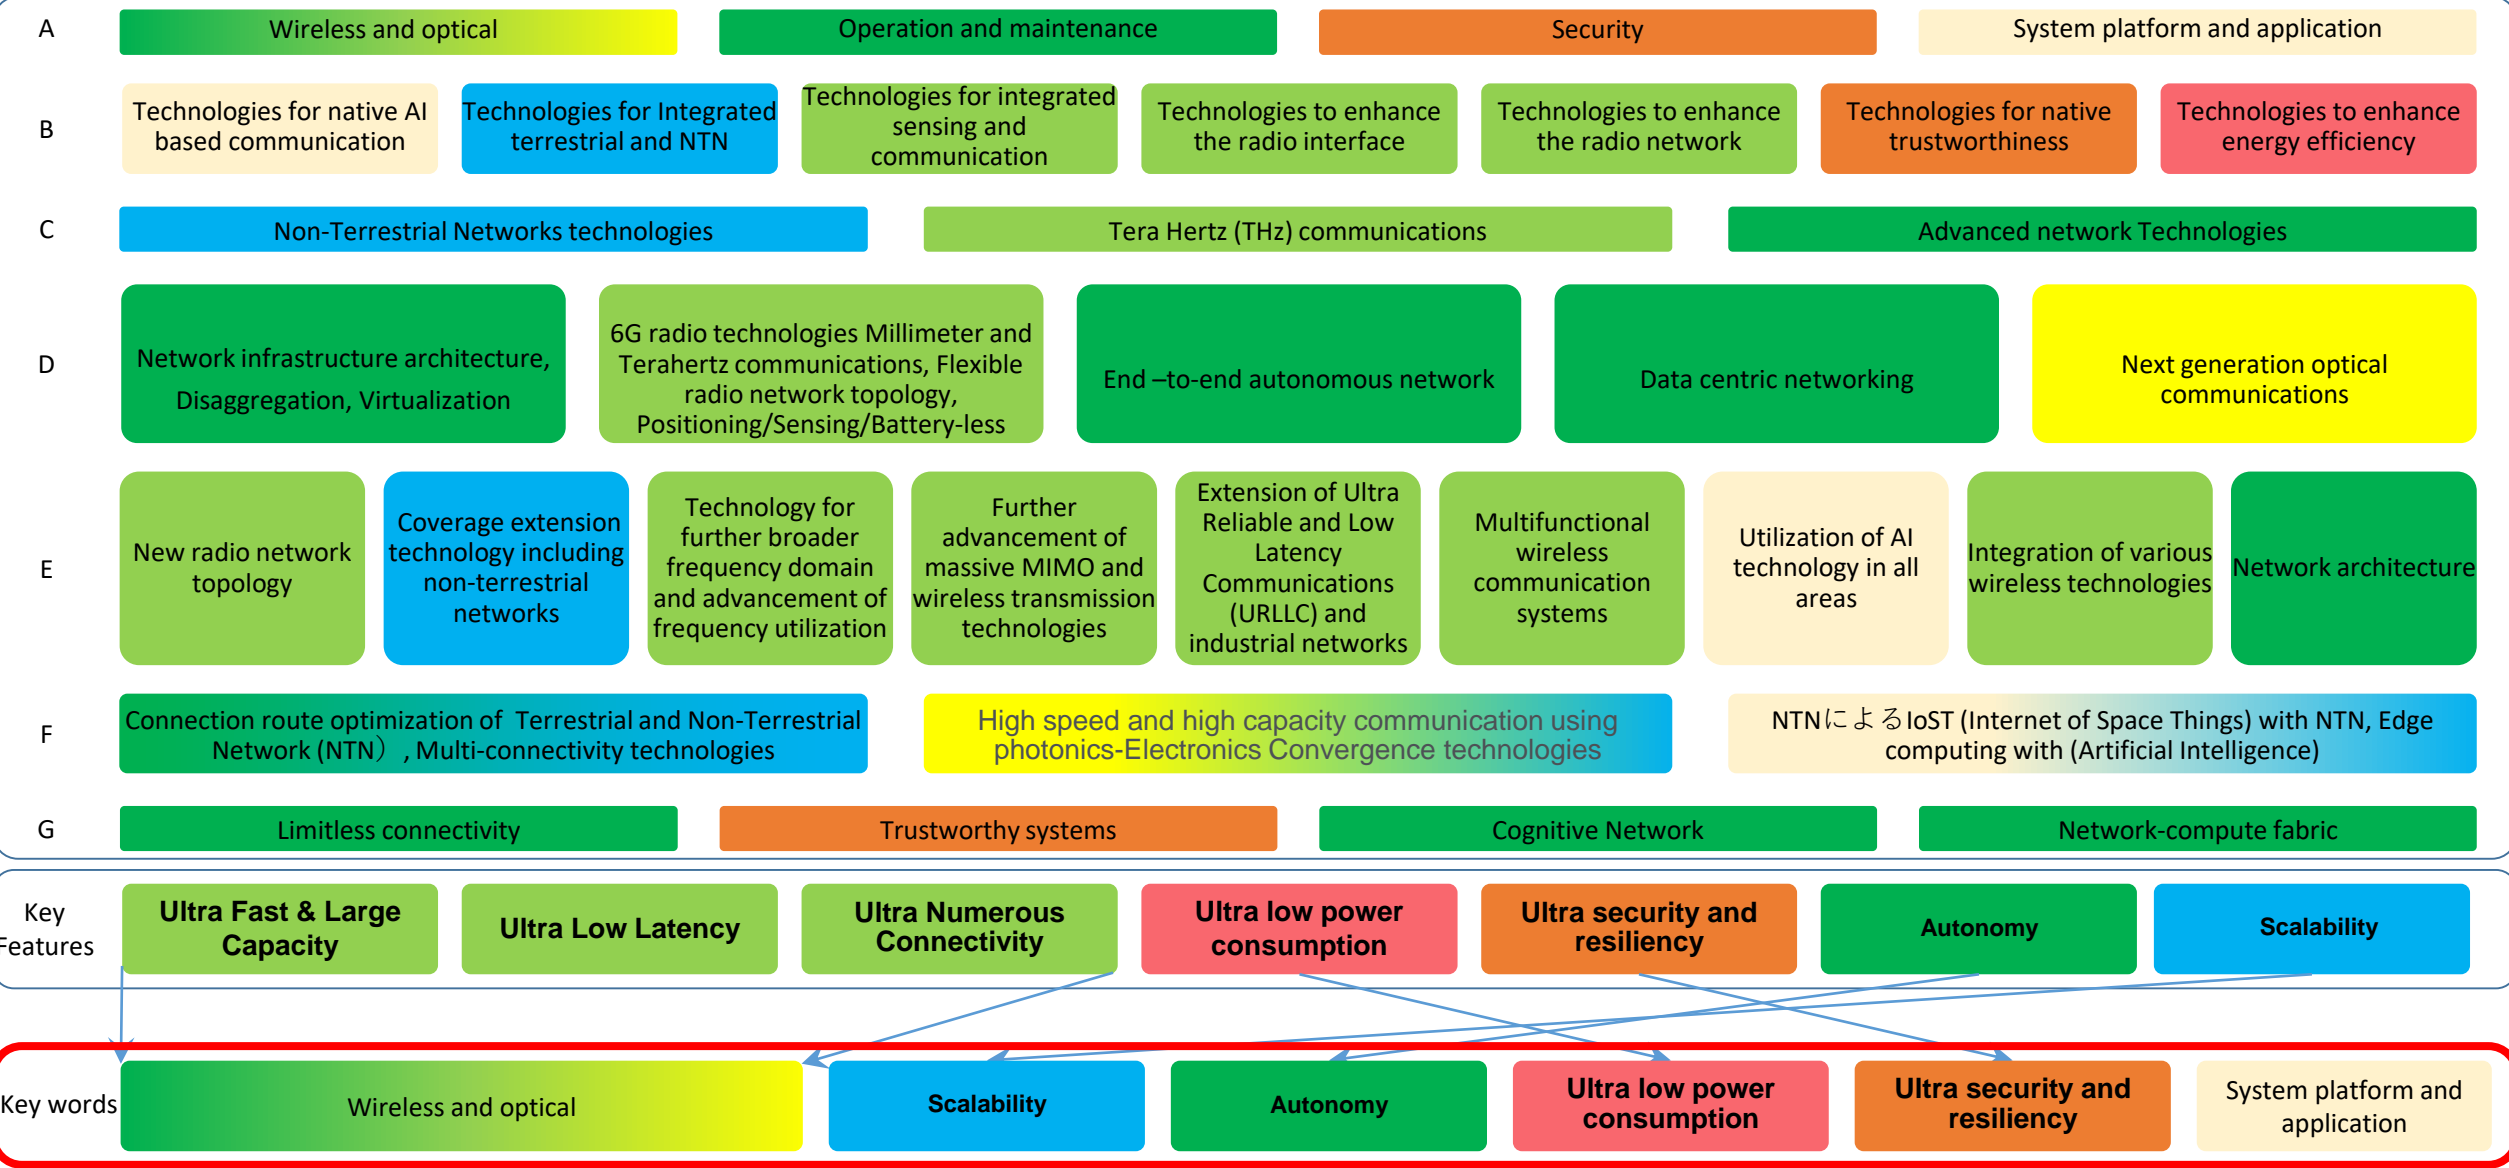 A
Wireless and optical
Operation and maintenance
Security
System platform and application
B
Technologies for native AI
based communication
Technologies for Integrated
terrestrial and NTN
Technologies for integrated
sensing and
communication
Technologies to enhance
the radio interface
Technologies to enhance
the radio network
Technologies for native
trustworthiness
Technologies to enhance
energy efficiency
C
Non-Terrestrial Networks technologies
Tera Hertz (THz) communications
Advanced network Technologies
D
Network infrastructure architecture,
Disaggregation, Virtualization
6G radio technologies Millimeter and
Terahertz communications, Flexible
radio network topology,
Positioning/Sensing/Battery-less
End –to-end autonomous network
Data centric networking
Next generation optical
communications
E
New radio network
topology
Coverage extension
technology including
non-terrestrial
networks
Technology for
further broader
frequency domain
and advancement of
frequency utilization
Further
advancement of
massive MIMO and
wireless transmission
technologies
Extension of Ultra
Reliable and Low
Latency
Communications
(URLLC) and
industrial networks
Multifunctional
wireless
communication
systems
Utilization of AI
technology in all
areas
Integration of various
wireless technologies
Network architecture
F
Connection route optimization of Terrestrial and Non-Terrestrial
Network (NTN）, Multi-connectivity technologies
High speed and high capacity communication using
photonics-Electronics Convergence technologies
NTNによるIoST (Internet of Space Things) with NTN, Edge
computing with (Artificial Intelligence)
G
Limitless connectivity
Trustworthy systems
Cognitive Network
Network-compute fabric
Key
Features
Ultra Fast & Large
Capacity
Ultra Low Latency
Ultra Numerous
Connectivity
Ultra low power
consumption
Ultra security and
resiliency
Autonomy
Scalability
Key words
Wireless and optical
Scalability
Autonomy
Ultra low power
consumption
Ultra security and
resiliency
System platform and
application